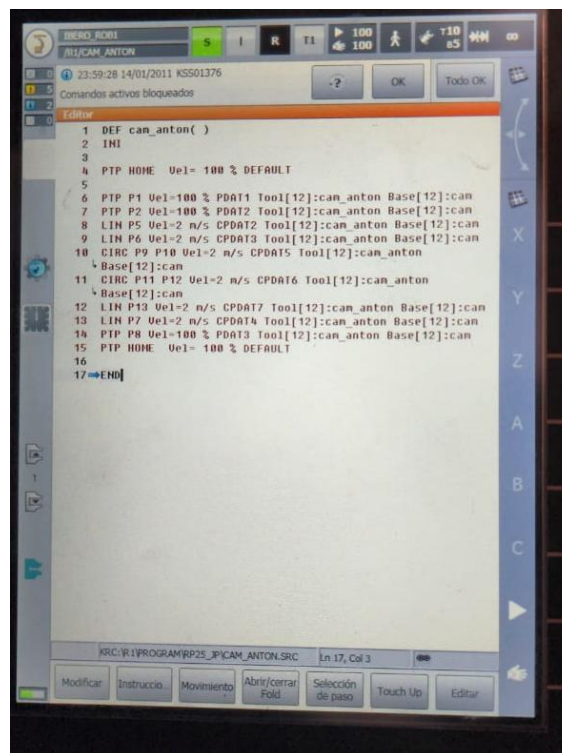 IBERO_ROB1
/R1/CAM_ANTON
S I R T1 100 100 T10 B5 ∞
0
5
2
0
23:59:28 14/01/2011 KSS01376
Comandos activos bloqueados
-? OK Todo OK
Editor
1 DEF cam_anton( )
2 INI
3
4 PTP HOME Vel= 100 % DEFAULT
5
6 PTP P1 Vel=100 % PDAT1 Tool[12]:cam_anton Base[12]:cam
7 PTP P2 Vel=100 % PDAT2 Tool[12]:cam_anton Base[12]:cam
8 LIN P5 Vel=2 m/s CPDAT2 Tool[12]:cam_anton Base[12]:cam
9 LIN P6 Vel=2 m/s CPDAT3 Tool[12]:cam_anton Base[12]:cam
10 CIRC P9 P10 Vel=2 m/s CPDAT5 Tool[12]:cam_anton
Base[12]:cam
11 CIRC P11 P12 Vel=2 m/s CPDAT6 Tool[12]:cam_anton
Base[12]:cam
12 LIN P13 Vel=2 m/s CPDAT7 Tool[12]:cam_anton Base[12]:cam
13 LIN P7 Vel=2 m/s CPDAT4 Tool[12]:cam_anton Base[12]:cam
14 PTP P8 Vel=100 % PDAT3 Tool[12]:cam_anton Base[12]:cam
15 PTP HOME Vel= 100 % DEFAULT
16
17 END
X
Y
Z
A
B
C
1
KRC:\R1\PROGRAM\RP25_JP\CAM_ANTON.SRC Ln 17, Col 3
Modificar Instruccio... Movimiento Abrir/cerrar Fold Selección de paso Touch Up Editar